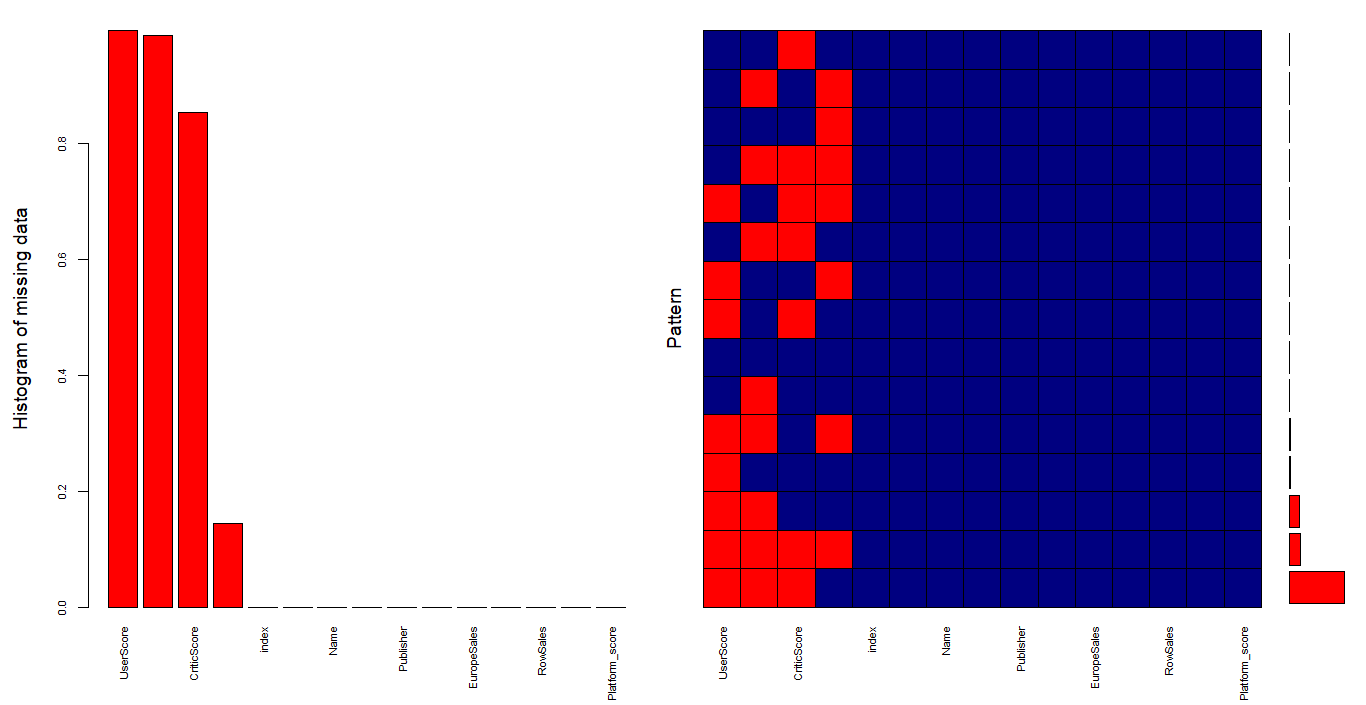 Histogram of missing data
0.8
0.6
0.4
0.2
0.0
UserScore
CriticScore
index
Name
Publisher
EuropeSales
RowSales
Platform_score
Pattern
UserScore
CriticScore
index
Name
Publisher
EuropeSales
RowSales
Platform_score